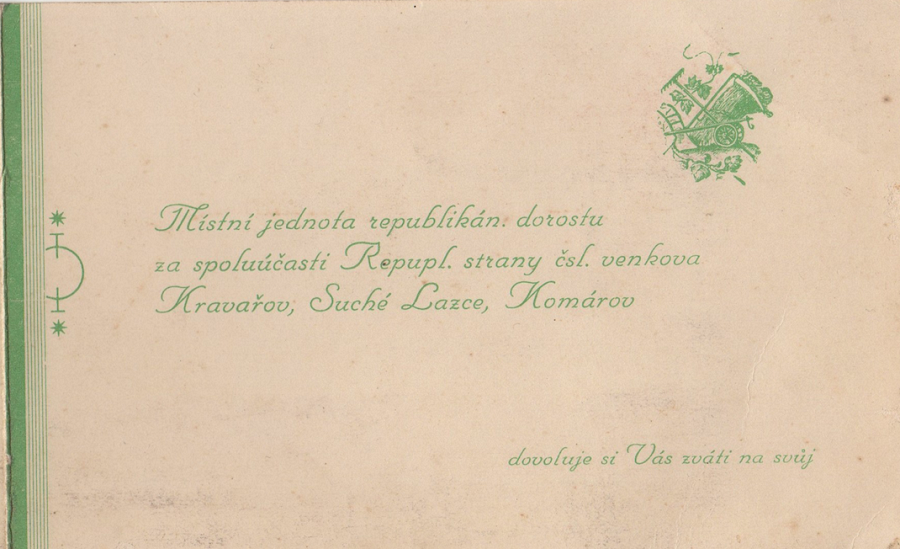 Místní jednota republikán. dorostu
za spoluúčasti Repupl. strany čsl. venkova
Kravařov, Suché Lazce, Komárov
dovoluje si Vás zváti na svůj